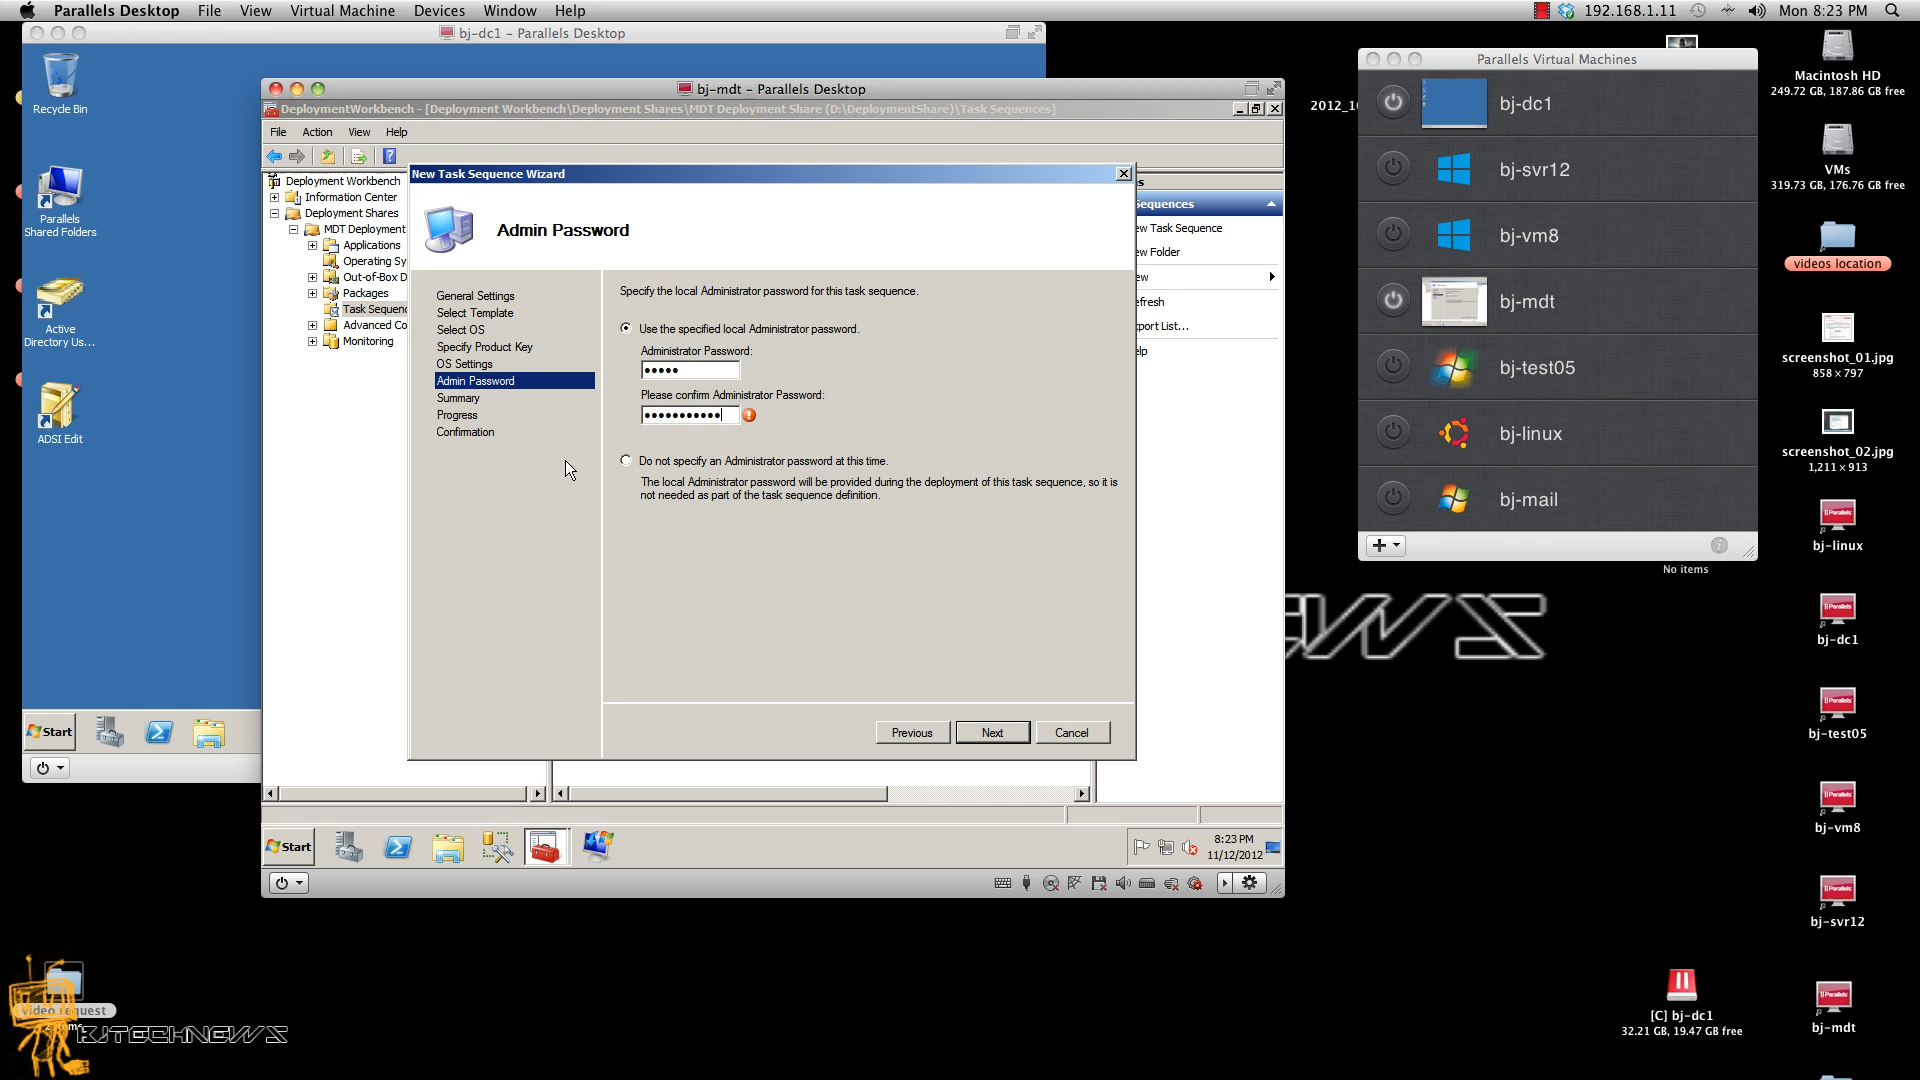 Parallels Desktop File View Virtual Machine Devices Window Help
192.168.1.11 Mon 8:23 PM
bj-dc1 - Parallels Desktop
Recycle Bin
Parallels
Shared Folders
Active
Directory Us...
ADSI Edit
Start
bj-mdt - Parallels Desktop
DeploymentWorkbench - [Deployment Workbench\Deployment Shares\MDT Deployment Share (D:\DeploymentShare)\Task Sequences]
File Action View Help
Deployment Workbench
Information Center
Deployment Shares
MDT Deployment
Applications
Operating Sy
Out-of-Box D
Packages
Task Sequenc
Advanced Co
Monitoring
New Task Sequence Wizard
Admin Password
General Settings
Select Template
Select OS
Specify Product Key
OS Settings
Admin Password
Summary
Progress
Confirmation
Specify the local Administrator password for this task sequence.
Use the specified local Administrator password.
Administrator Password:
•••••
Please confirm Administrator Password:
•••••••••••
Do not specify an Administrator password at this time.
The local Administrator password will be provided during the deployment of this task sequence, so it is
not needed as part of the task sequence definition.
Previous Next Cancel
s
Sequences
ew Task Sequence
ew Folder
ew
efresh
xport List...
elp
Start
8:23 PM
11/12/2012
2012_10
Parallels Virtual Machines
bj-dc1
bj-svr12
bj-vm8
bj-mdt
bj-test05
bj-linux
bj-mail
No items
Macintosh HD
249.72 GB, 187.86 GB free
VMs
319.73 GB, 176.76 GB free
videos location
screenshot_01.jpg
858 × 797
screenshot_02.jpg
1,211 × 913
|| Parallels
bj-linux
|| Parallels
bj-dc1
|| Parallels
bj-test05
|| Parallels
bj-vm8
|| Parallels
bj-svr12
|| Parallels
bj-mdt
[C] bj-dc1
32.21 GB, 19.47 GB free
video request
BJTECHNEWS